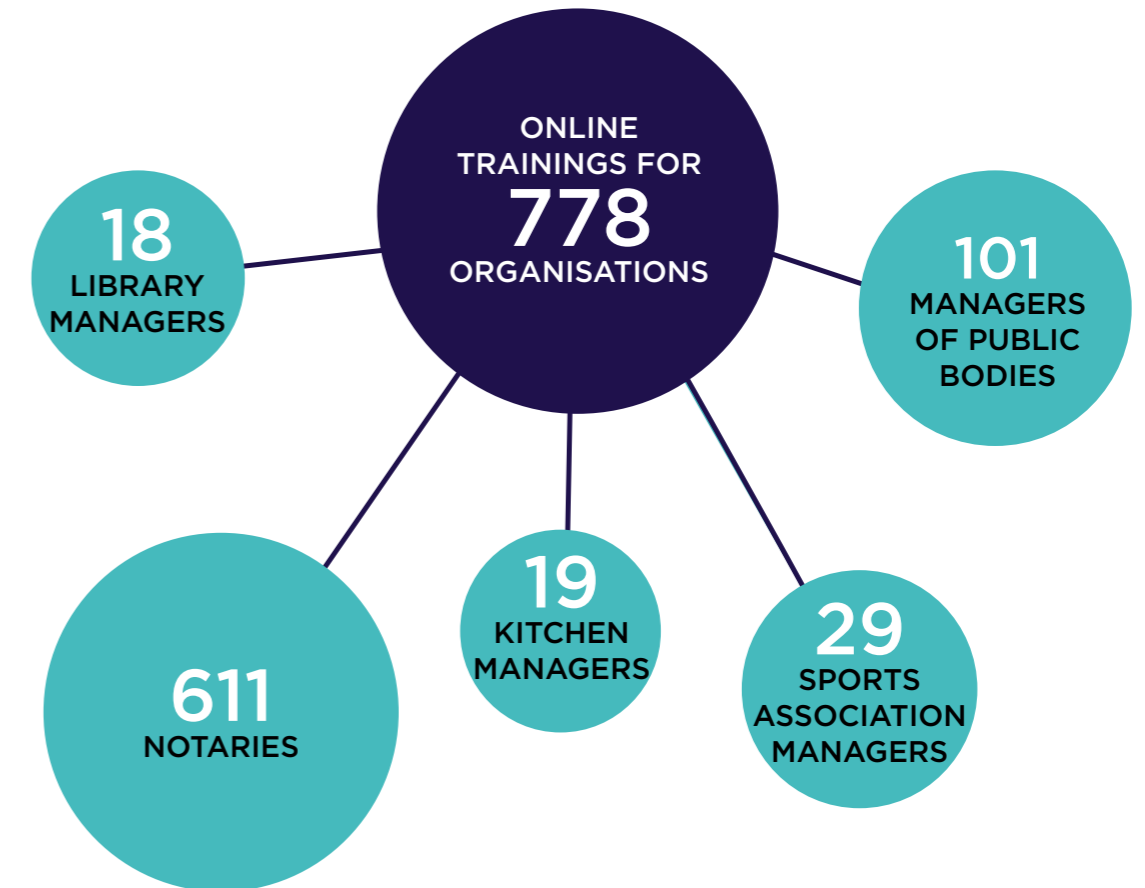 ONLINE
TRAININGS FOR
778
ORGANISATIONS
18
LIBRARY
MANAGERS
101
MANAGERS
OF PUBLIC
BODIES
611
NOTARIES
19
KITCHEN
MANAGERS
29
SPORTS
ASSOCIATION
MANAGERS